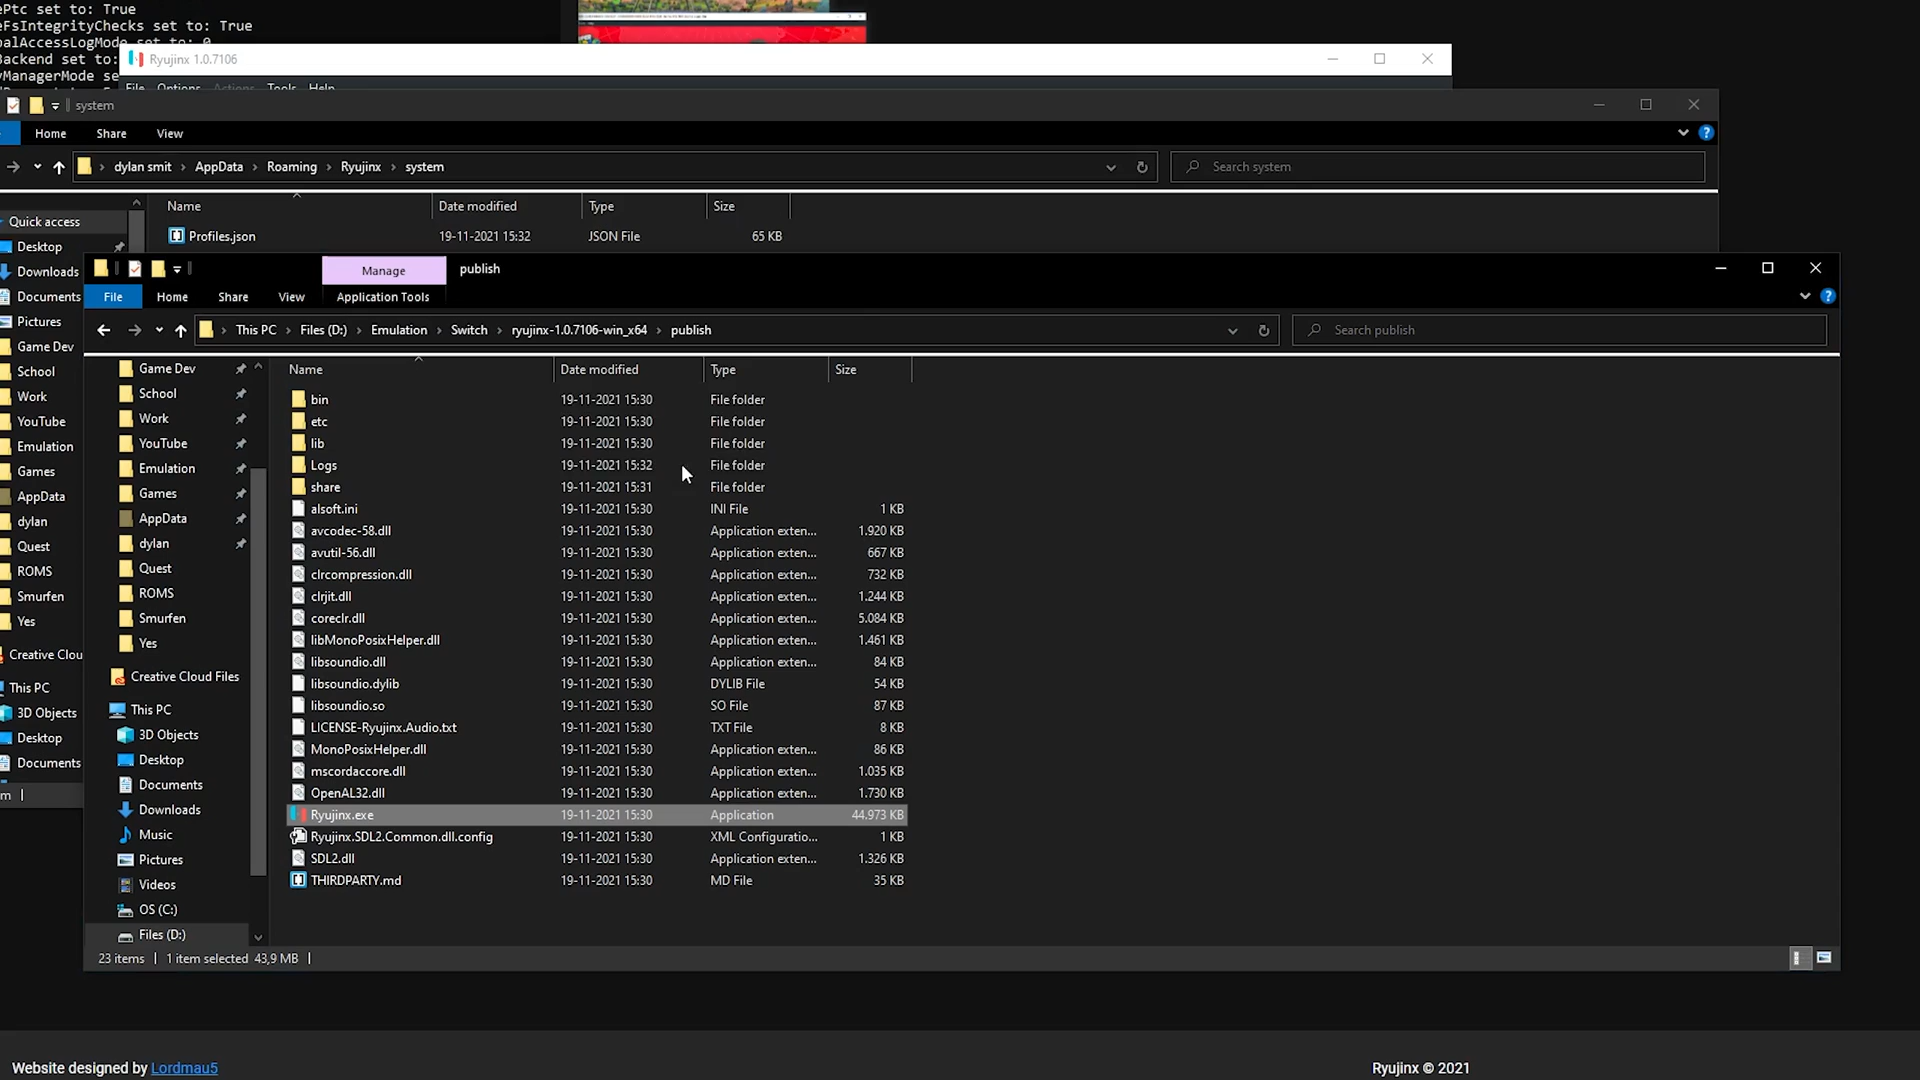 ePtc set to: True
eFsIntegrityChecks set to: True
balAccessLogMode set to: 0
Backend set to:
yManagerMode se
Ryujinx 1.0.7106
File Options Actions Tools Help
system
Home Share View
dylan smit AppData Roaming Ryujinx system
Search system
Name Date modified Type Size
Profiles.json 19-11-2021 15:32 JSON File 65 KB
Quick access
Desktop
Downloads
Documents
Pictures
Game Dev
School
Work
YouTube
Emulation
Games
AppData
dylan
Quest
ROMS
Smurfen
Yes
Creative Clou
This PC
3D Objects
Desktop
Documents
m
Manage publish
File Home Share View Application Tools
This PC Files (D:) Emulation Switch ryujinx-1.0.7106-win_x64 publish
Search publish
Game Dev
School
Work
YouTube
Emulation
Games
AppData
dylan
Quest
ROMS
Smurfen
Yes
Creative Cloud Files
This PC
3D Objects
Desktop
Documents
Downloads
Music
Pictures
Videos
OS (C:)
Files (D:)
Name Date modified Type Size
bin 19-11-2021 15:30 File folder
etc 19-11-2021 15:30 File folder
lib 19-11-2021 15:30 File folder
Logs 19-11-2021 15:32 File folder
share 19-11-2021 15:31 File folder
alsoft.ini 19-11-2021 15:30 INI File 1 KB
avcodec-58.dll 19-11-2021 15:30 Application exten... 1.920 KB
avutil-56.dll 19-11-2021 15:30 Application exten... 667 KB
clrcompression.dll 19-11-2021 15:30 Application exten... 732 KB
clrjit.dll 19-11-2021 15:30 Application exten... 1.244 KB
coreclr.dll 19-11-2021 15:30 Application exten... 5.084 KB
libMonoPosixHelper.dll 19-11-2021 15:30 Application exten... 1.461 KB
libsoundio.dll 19-11-2021 15:30 Application exten... 84 KB
libsoundio.dylib 19-11-2021 15:30 DYLIB File 54 KB
libsoundio.so 19-11-2021 15:30 SO File 87 KB
LICENSE-Ryujinx.Audio.txt 19-11-2021 15:30 TXT File 8 KB
MonoPosixHelper.dll 19-11-2021 15:30 Application exten... 86 KB
mscordaccore.dll 19-11-2021 15:30 Application exten... 1.035 KB
OpenAL32.dll 19-11-2021 15:30 Application exten... 1.730 KB
Ryujinx.exe 19-11-2021 15:30 Application 44.973 KB
Ryujinx.SDL2.Common.dll.config 19-11-2021 15:30 XML Configuratio... 1 KB
SDL2.dll 19-11-2021 15:30 Application exten... 1.326 KB
THIRDPARTY.md 19-11-2021 15:30 MD File 35 KB
23 items 1 item selected 43,9 MB
Website designed by Lordmau5
Ryujinx © 2021